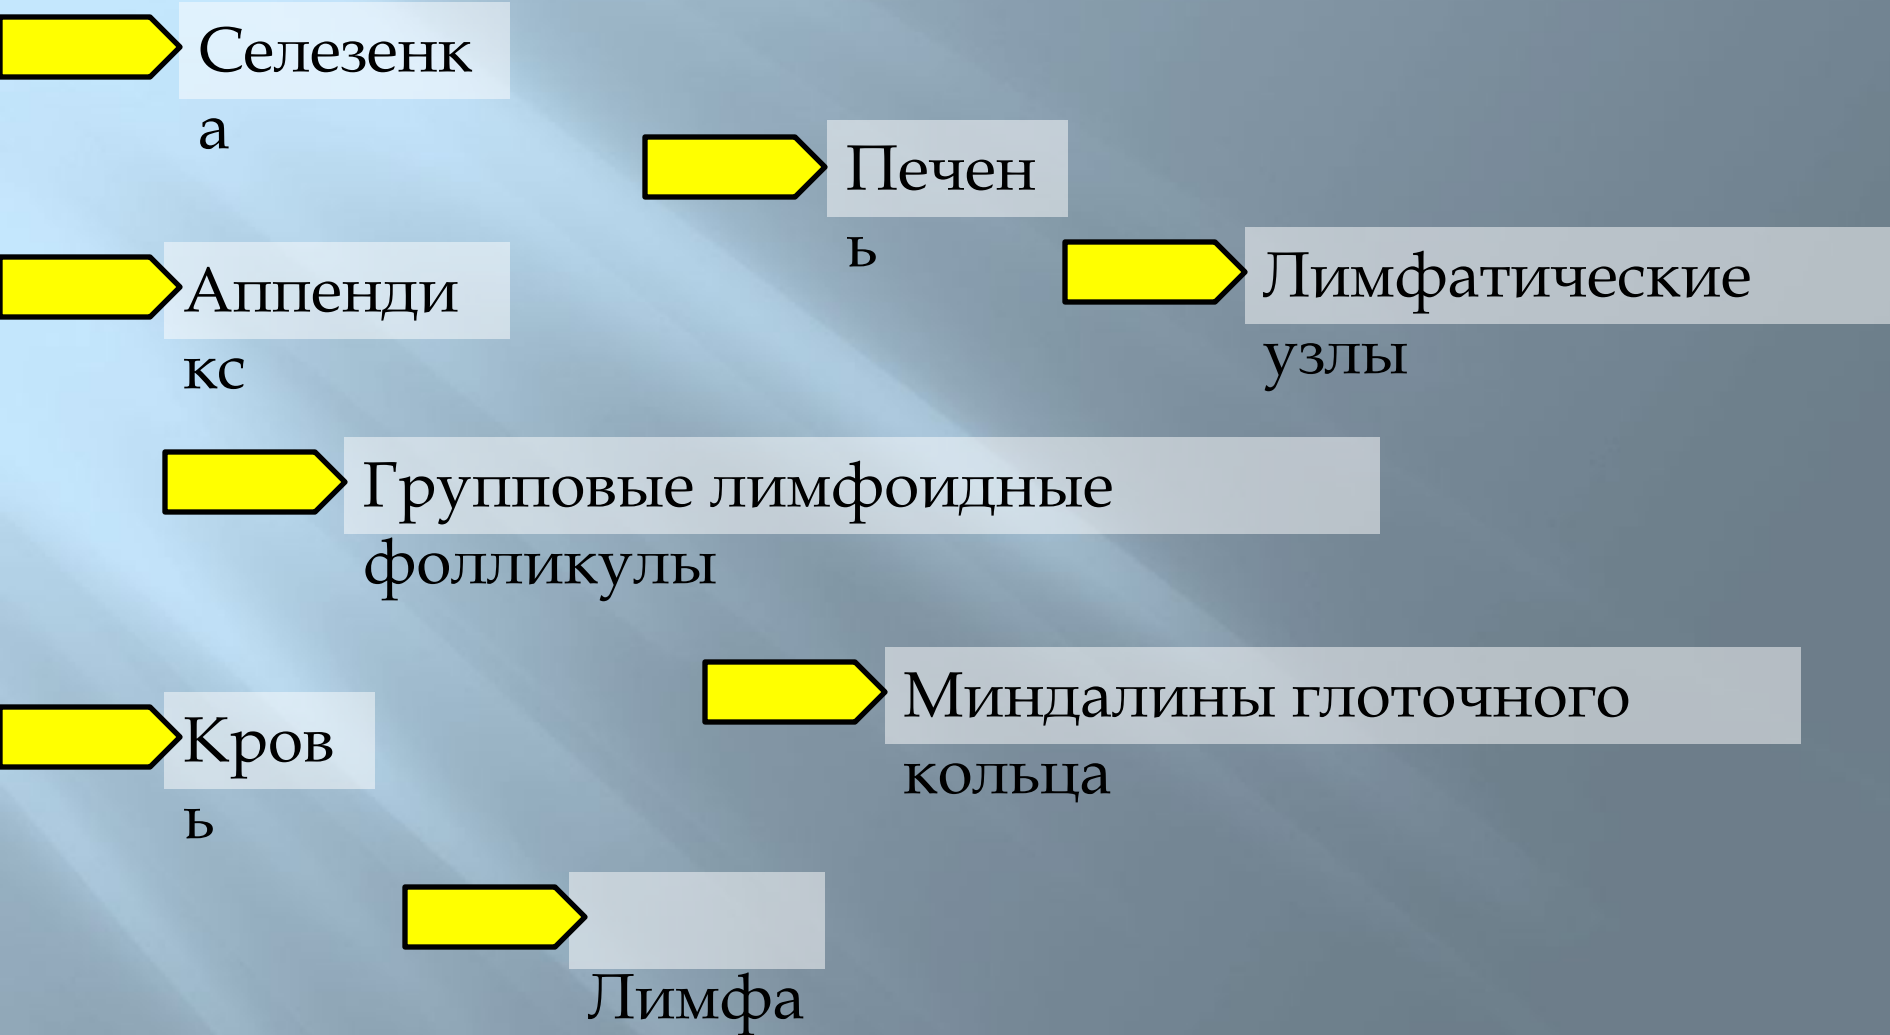 Селезенк
а
Печен
ь
Лимфатические
узлы
Аппенди
кс
Групповые лимфоидные
фолликулы
Миндалины глоточного
кольца
Кров
ь
Лимфа